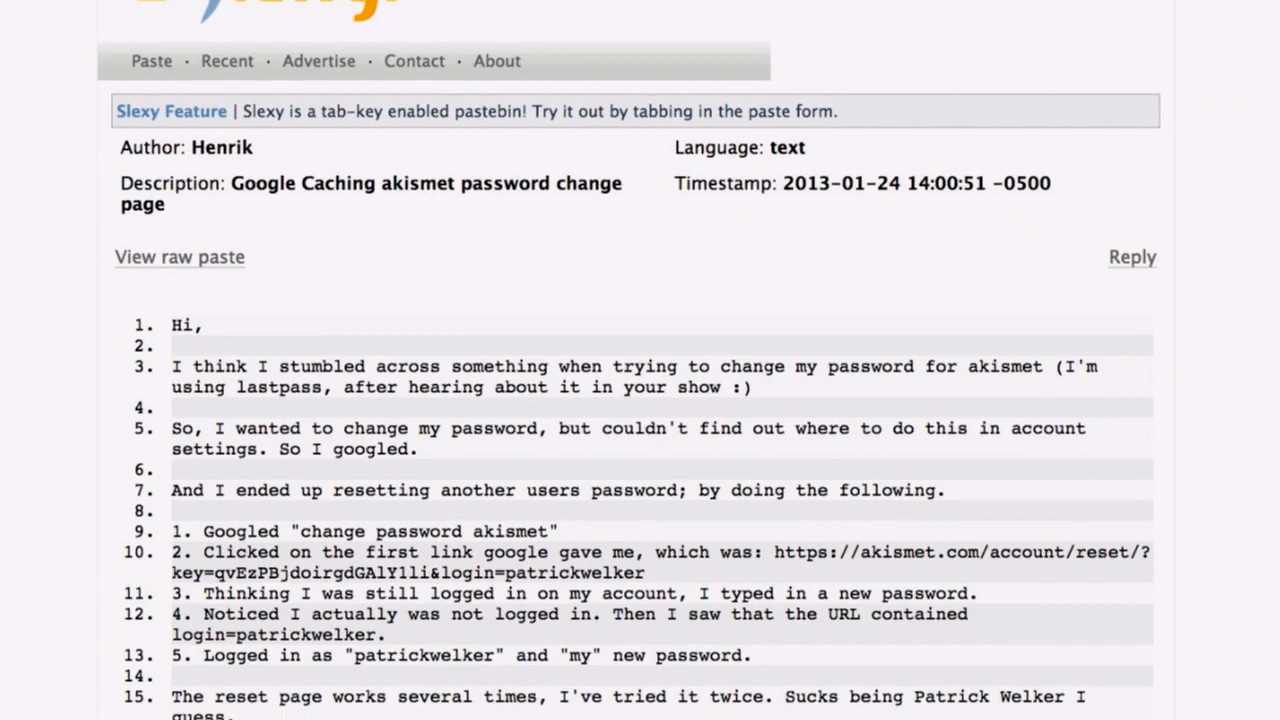 Paste · Recent · Advertise · Contact · About
Slexy Feature | Slexy is a tab-key enabled pastebin! Try it out by tabbing in the paste form.
Author: Henrik
Language: text
Description: Google Caching akismet password change
page
Timestamp: 2013-01-24 14:00:51 -0500
View raw paste
Reply
1. Hi,
2.
3. I think I stumbled across something when trying to change my password for akismet (I'm
using lastpass, after hearing about it in your show :)
4.
5. So, I wanted to change my password, but couldn't find out where to do this in account
settings. So I googled.
6.
7. And I ended up resetting another users password; by doing the following.
8.
9. 1. Googled "change password akismet"
10. 2. Clicked on the first link google gave me, which was: https://akismet.com/account/reset/?
key=qvEzPBjdoirgdGAlY1li&login=patrickwelker
11. 3. Thinking I was still logged in on my account, I typed in a new password.
12. 4. Noticed I actually was not logged in. Then I saw that the URL contained
login=patrickwelker.
13. 5. Logged in as "patrickwelker" and "my" new password.
14.
15. The reset page works several times, I've tried it twice. Sucks being Patrick Welker I
guess.